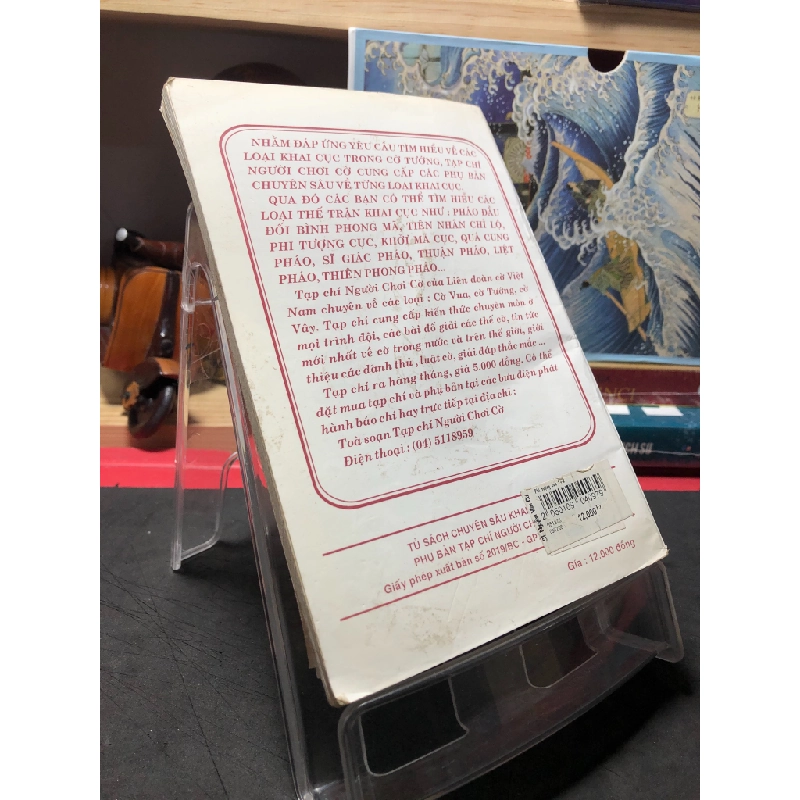 NHẰM ĐÁP ỨNG YÊU CẦU TÌM HIỂU VỀ CÁC
LOẠI KHAI CỤC TRONG CỜ TƯỚNG, TẠP CHÍ
NGƯỜI CHƠI CỜ CUNG CẤP CÁC PHỤ BẢN
CHUYÊN SÂU VỀ TỪNG LOẠI KHAI CỤC.
QUA ĐÓ CÁC BẠN CÓ THỂ TÌM HIỂU CÁC
LOẠI THẾ TRẬN KHAI CỤC NHƯ : PHÁO ĐẦU
ĐỐI BÌNH PHONG MÃ, TIÊN NHÂN CHỈ LỘ,
PHI TƯỢNG CỤC, KHỞI MÃ CỤC, QUÁ CUNG
PHÁO, SĨ GIÁC PHÁO, THUẬN PHÁO, LIỆT
PHÁO, THIÊN PHONG PHÁO...
Tạp chí Người Chơi Cờ của Liên đoàn cờ Việt
Nam chuyên về các loại : Cờ Vua, cờ Tướng, cờ
Vây. Tạp chí cung cấp kiến thức chuyên môn ở
mọi trình độ, các bài đố giải các thế cờ, tin tức
mới nhất về cờ trong nước và trên thế giới, giới
thiệu các danh thủ, luật cờ, giải đáp thắc mắc ...
Tạp chí ra hàng tháng, giá 5.000 đồng. Có thể
đặt mua tạp chí và phụ bản tại các bưu điện phát
hành báo chí hay trực tiếp tại địa chỉ :
Toà soạn Tạp chí Người Chơi Cờ
Điện thoại : (04) 5118959
TỦ SÁCH CHUYÊN SÂU KHAI
PHỤ BẢN TẠP CHÍ NGƯỜI CH
Giấy phép xuất bản số 2019/BC - GP
Gía : 12.000 đồng
12,000
ÁCH SỬ